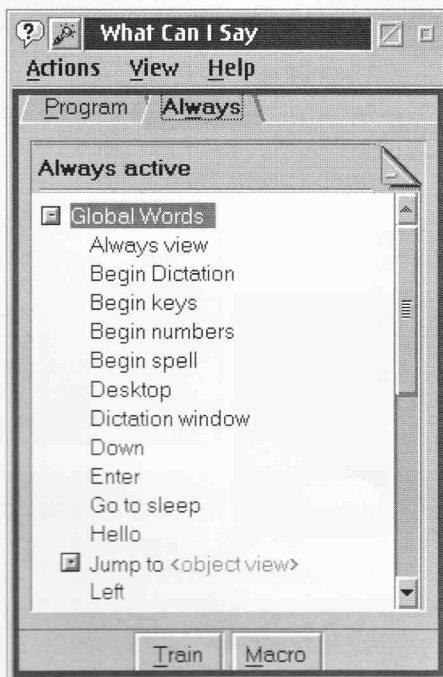 What Can I Say
Actions View Help
Program Always
Always active
Global Words
Always view
Begin Dictation
Begin keys
Begin numbers
Begin spell
Desktop
Dictation window
Down
Enter
Go to sleep
Hello
Jump to <object view>
Left
Train Macro